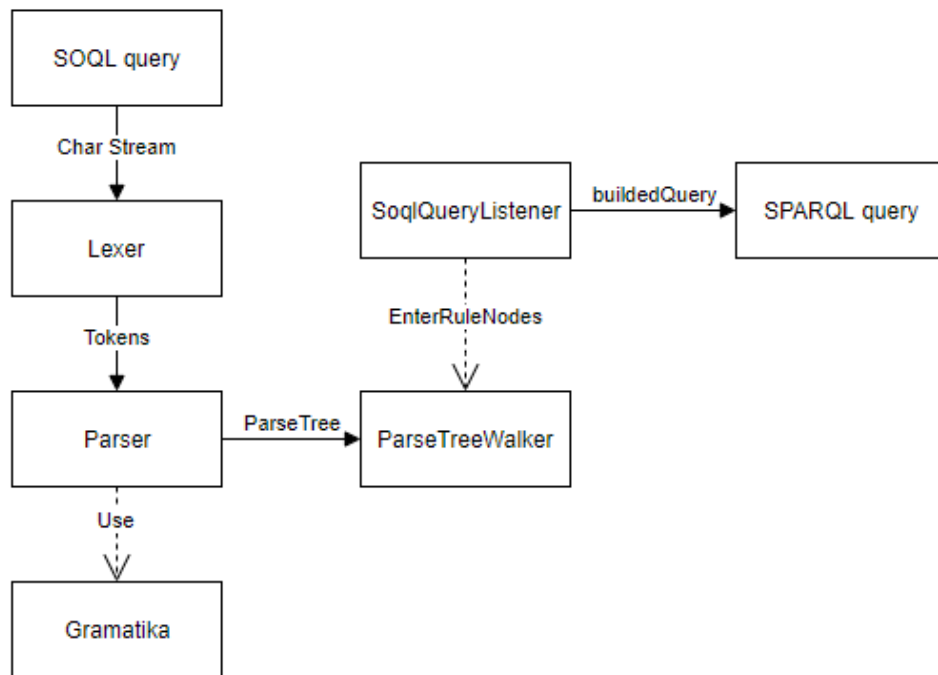 SOQL query
Char Stream
Lexer
Tokens
Parser
Use
Gramatika
ParseTree
SoqlQueryListener
EnterRuleNodes
ParseTreeWalker
buildedQuery
SPARQL query